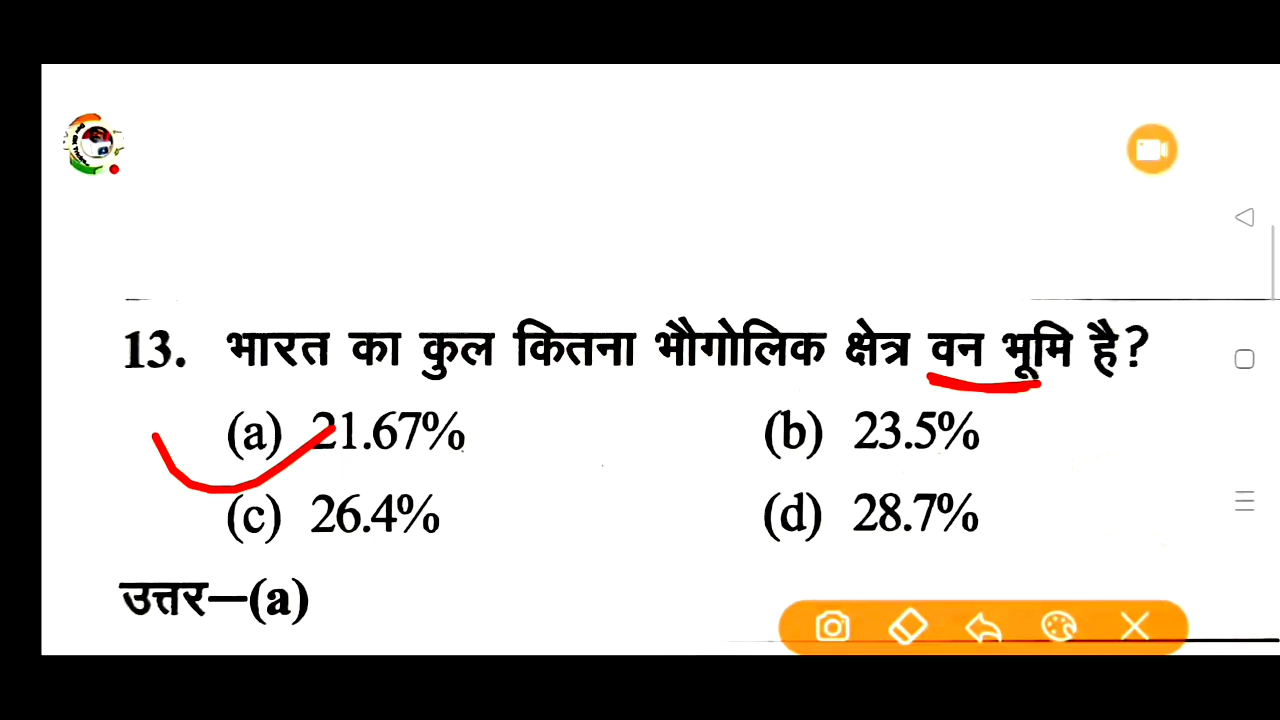 13. भारत का कुल कितना भौगोलिक क्षेत्र वन भूमि है?
(a) 21.67% (b) 23.5%
(c) 26.4% (d) 28.7%
उत्तर–(a)